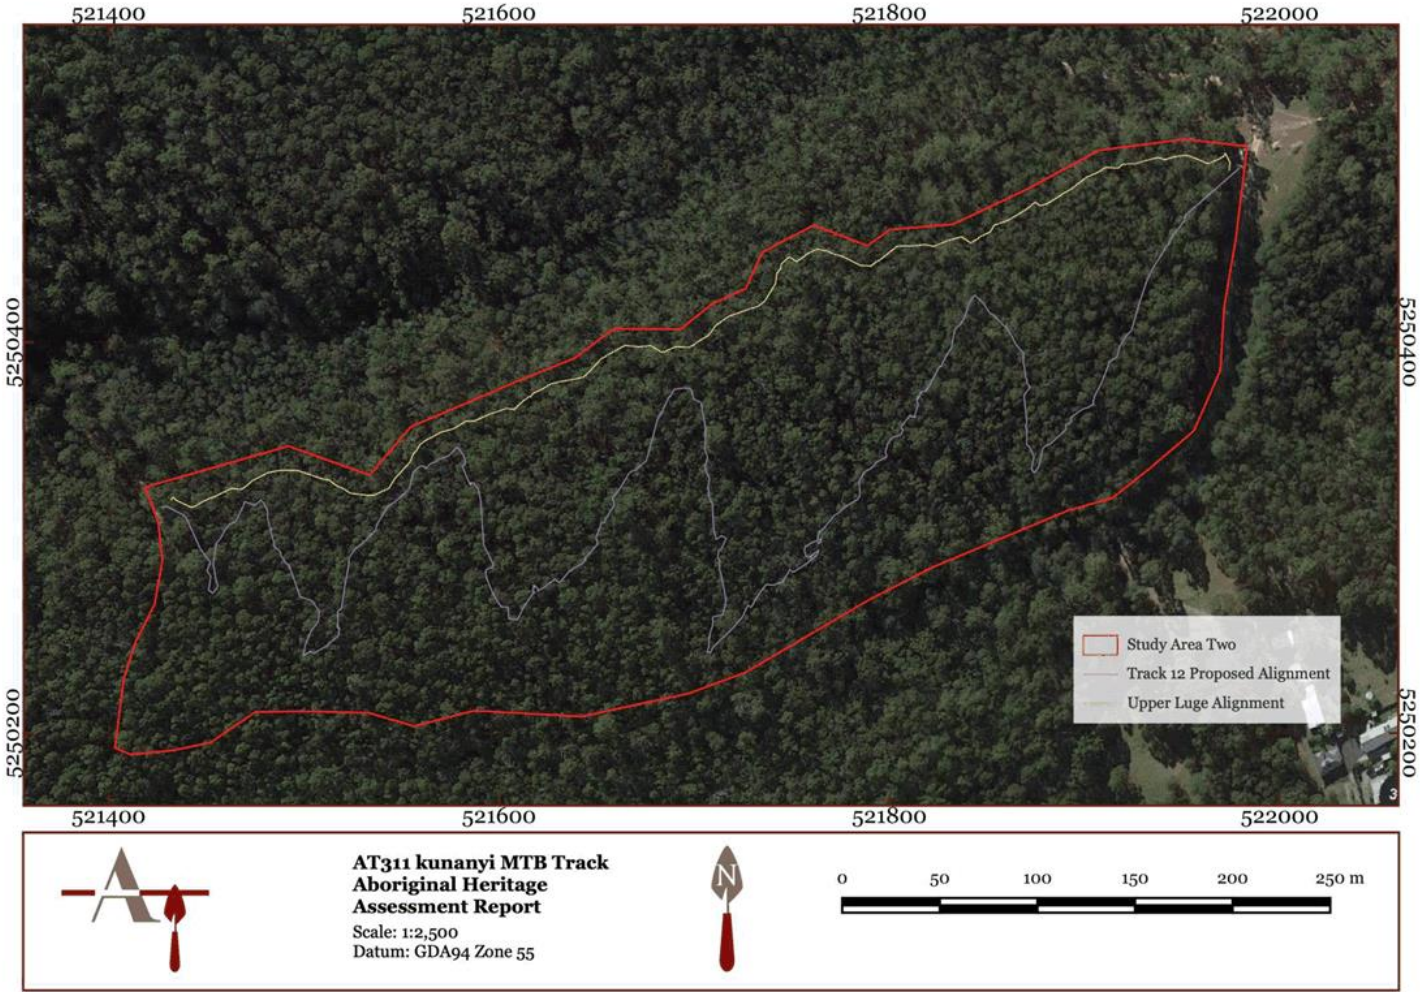 521400 521600 521800 522000
5250400 5250400
5250200 5250200
Study Area Two
Track 12 Proposed Alignment
Upper Luge Alignment
3
521400 521600 521800 522000
A
AT311 kunanyi MTB Track
Aboriginal Heritage
Assessment Report
Scale: 1:2,500
Datum: GDA94 Zone 55
N
0 50 100 150 200 250 m